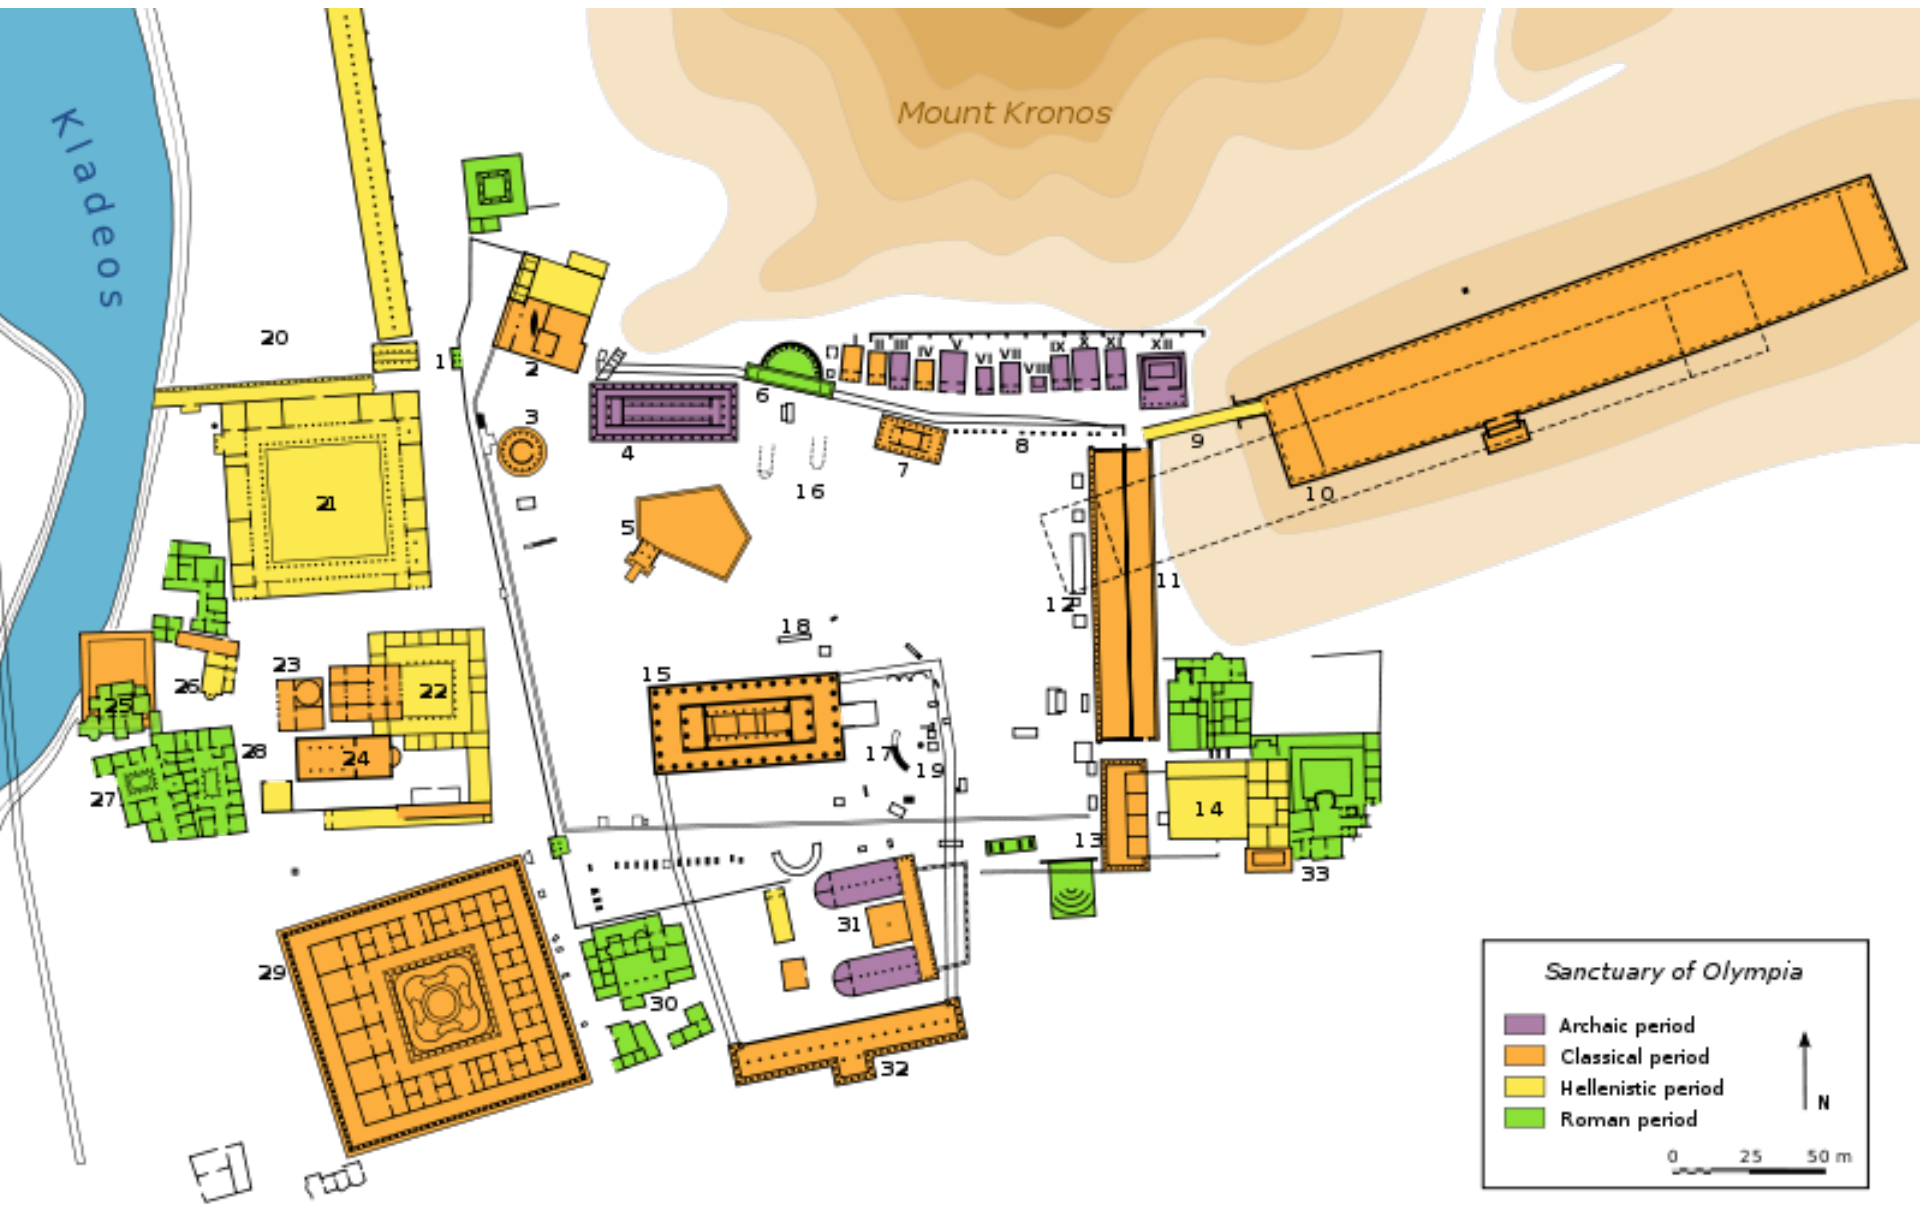 Kladeos
Mount Kronos
20
1
2
3
4
5
6
7
8
9
10
11
12
13
14
15
16
17
18
19
21
22
23
24
25
26
27
28
29
30
31
32
33
I
II
III
IV
V
VI
VII
VIII
IX
X
XI
XII
Sanctuary of Olympia
Archaic period
Classical period
Hellenistic period
Roman period
N
0 25 50 m